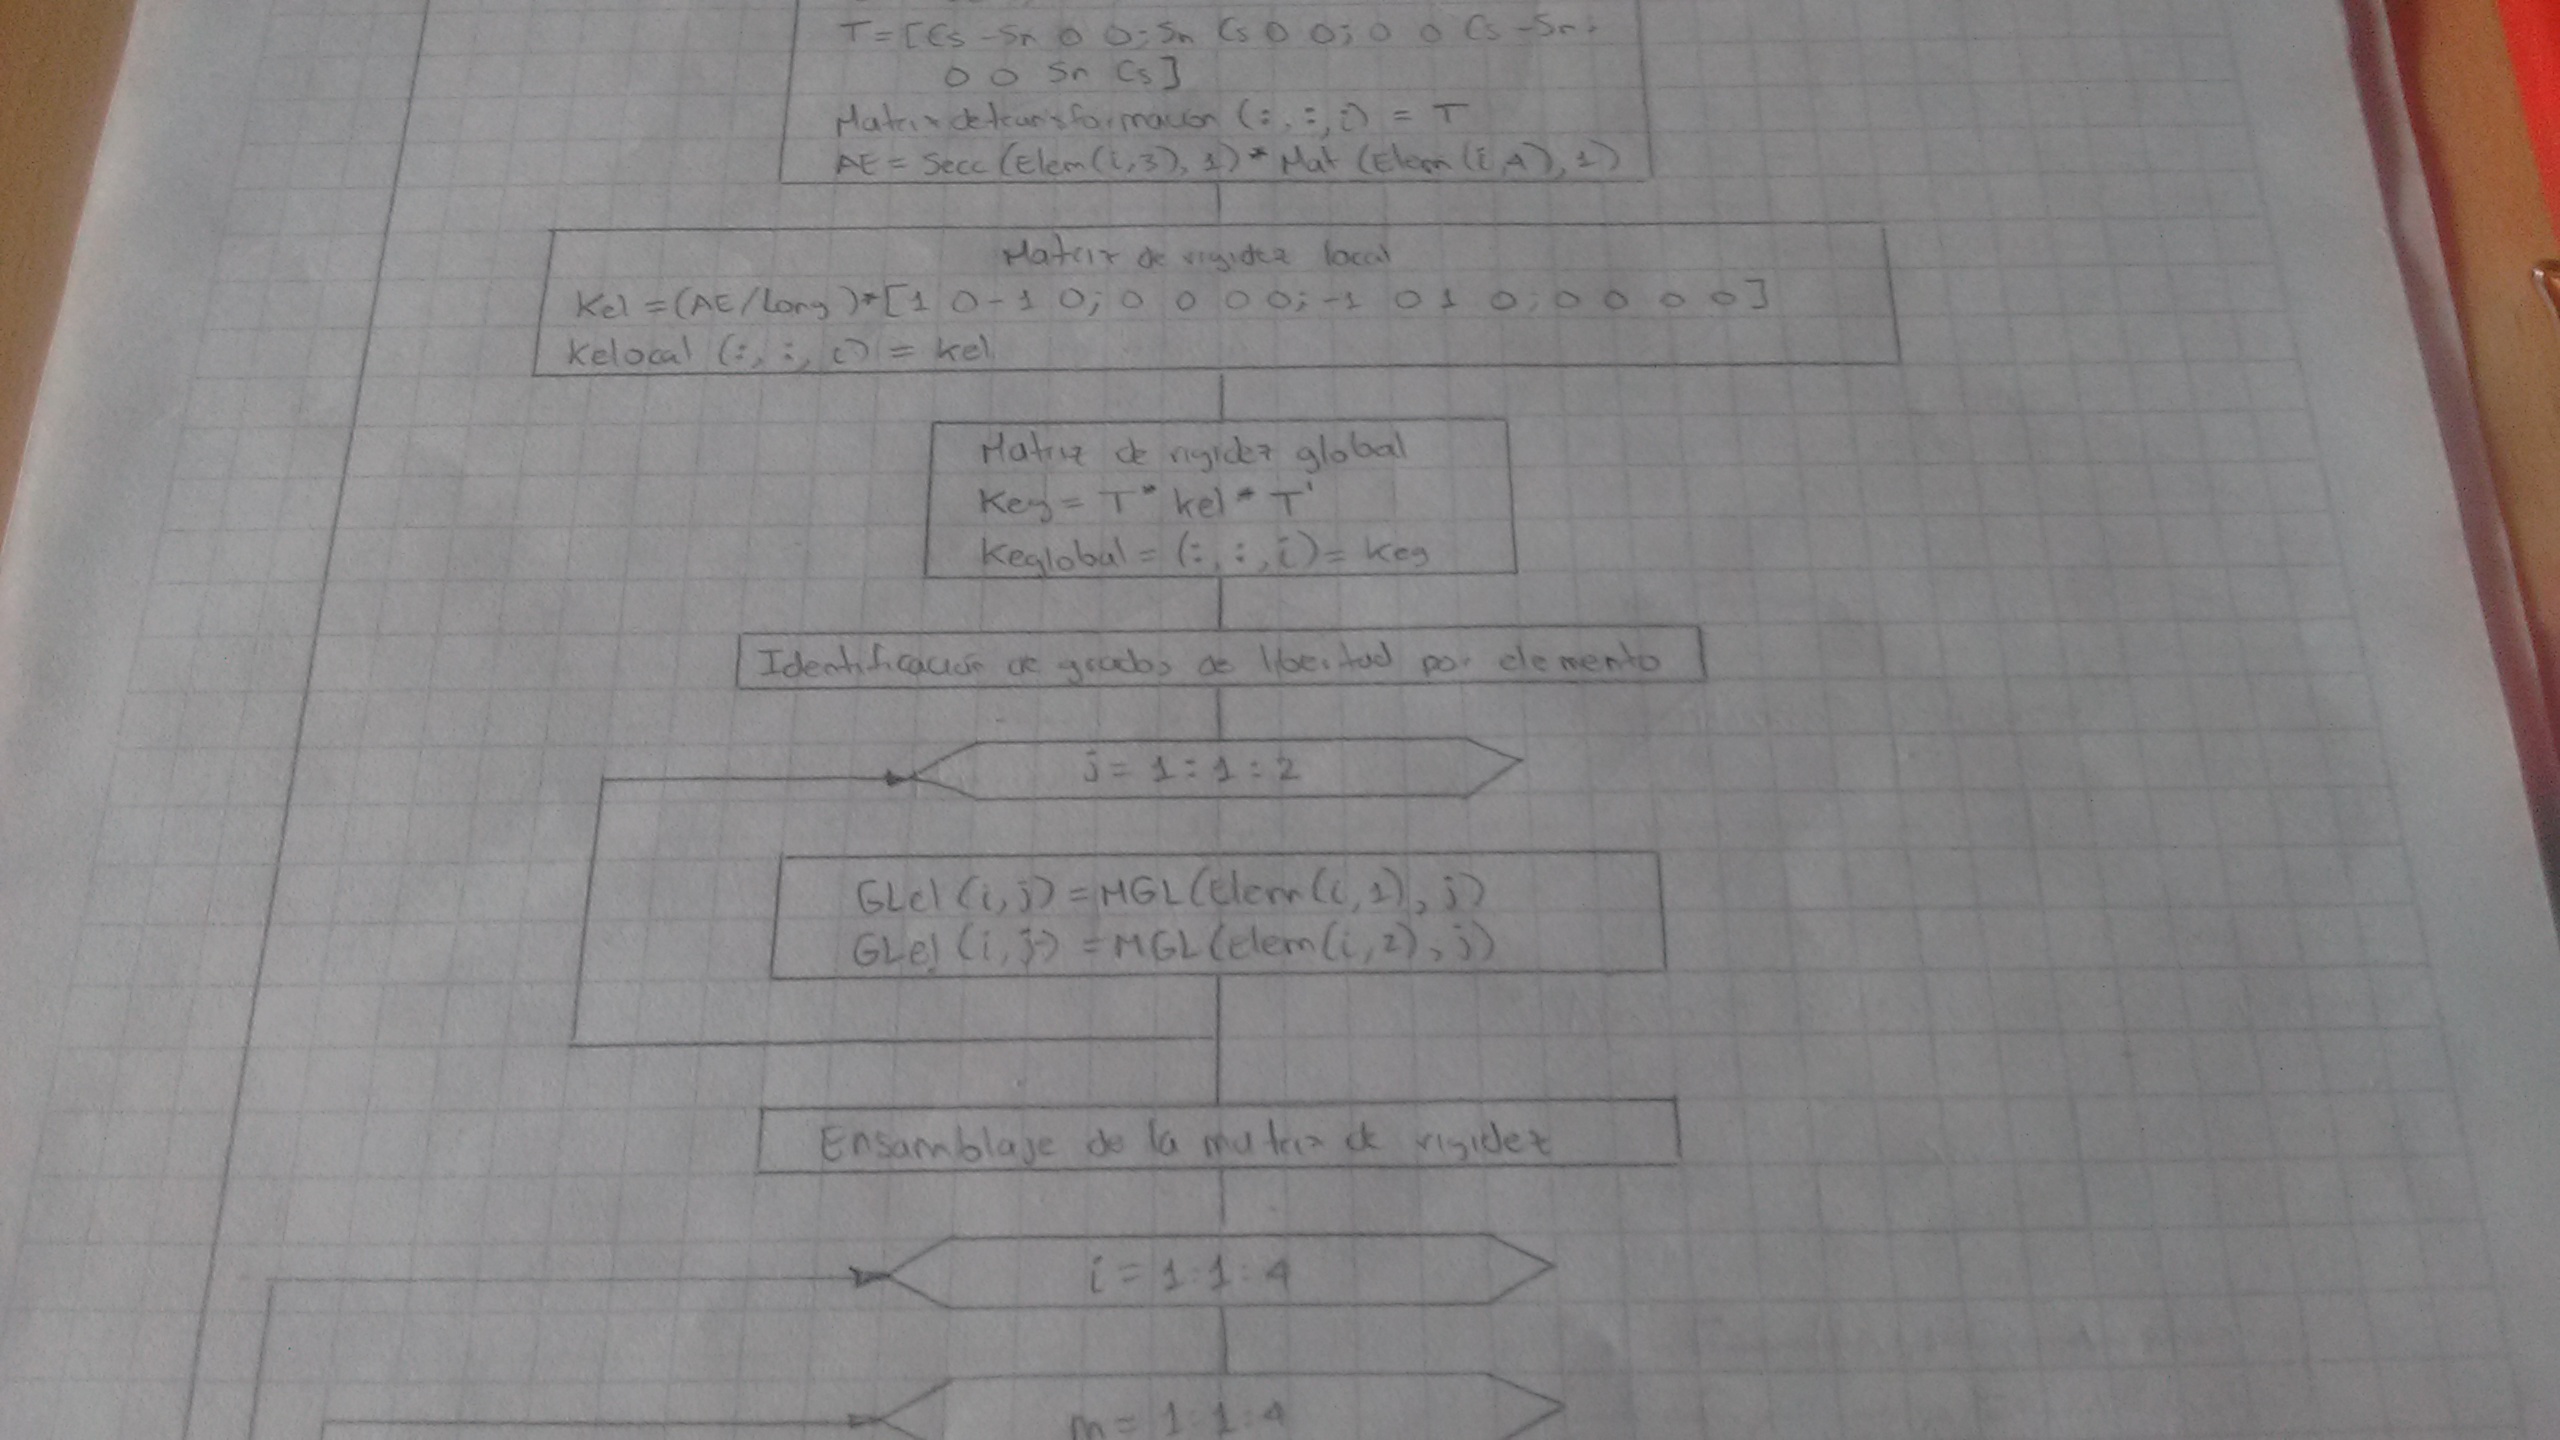 T=[Cs -Sn 0 0; Sn Cs 0 0; 0 0 Cs -Sn;
0 0 Sn Cs]
Matriz de transformación (:,:,i) = T
AE = Secc (Elem(i,3),1)* Mat (Elem(i,4),1)
Matriz de rigidez local
Kel =(AE/Long)*[1 0 -1 0; 0 0 0 0; -1 0 1 0; 0 0 0 0]
Kelocal (:,:,i) = kel
Matriz de rigidez global
Keg= T* kel * T'
Keglobal = (:,:,i)= Keg
Identificación de grados de libertad por elemento
j= 1:1:2
GLel (i,j) =MGL(Elem(i,1),j)
GLel (i,j) =MGL(elem(i,2),j)
Ensamblaje de la matriz de rigidez
i = 1:1:4
m= 1:1:4